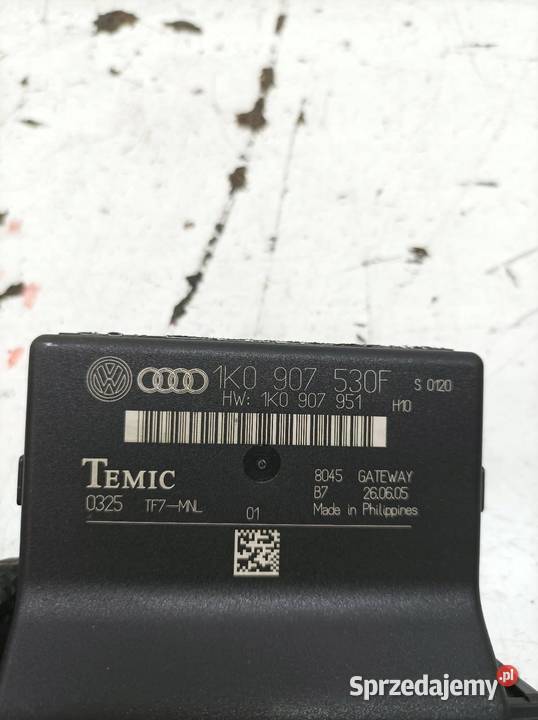 1K0 907 530F S 0120
HW: 1K0 907 951 H10
TEMIC
8045 GATEWAY
0325 TF7-MNL
B7 26.06.05
01
Made in Philippines
Sprzedajemy.pl